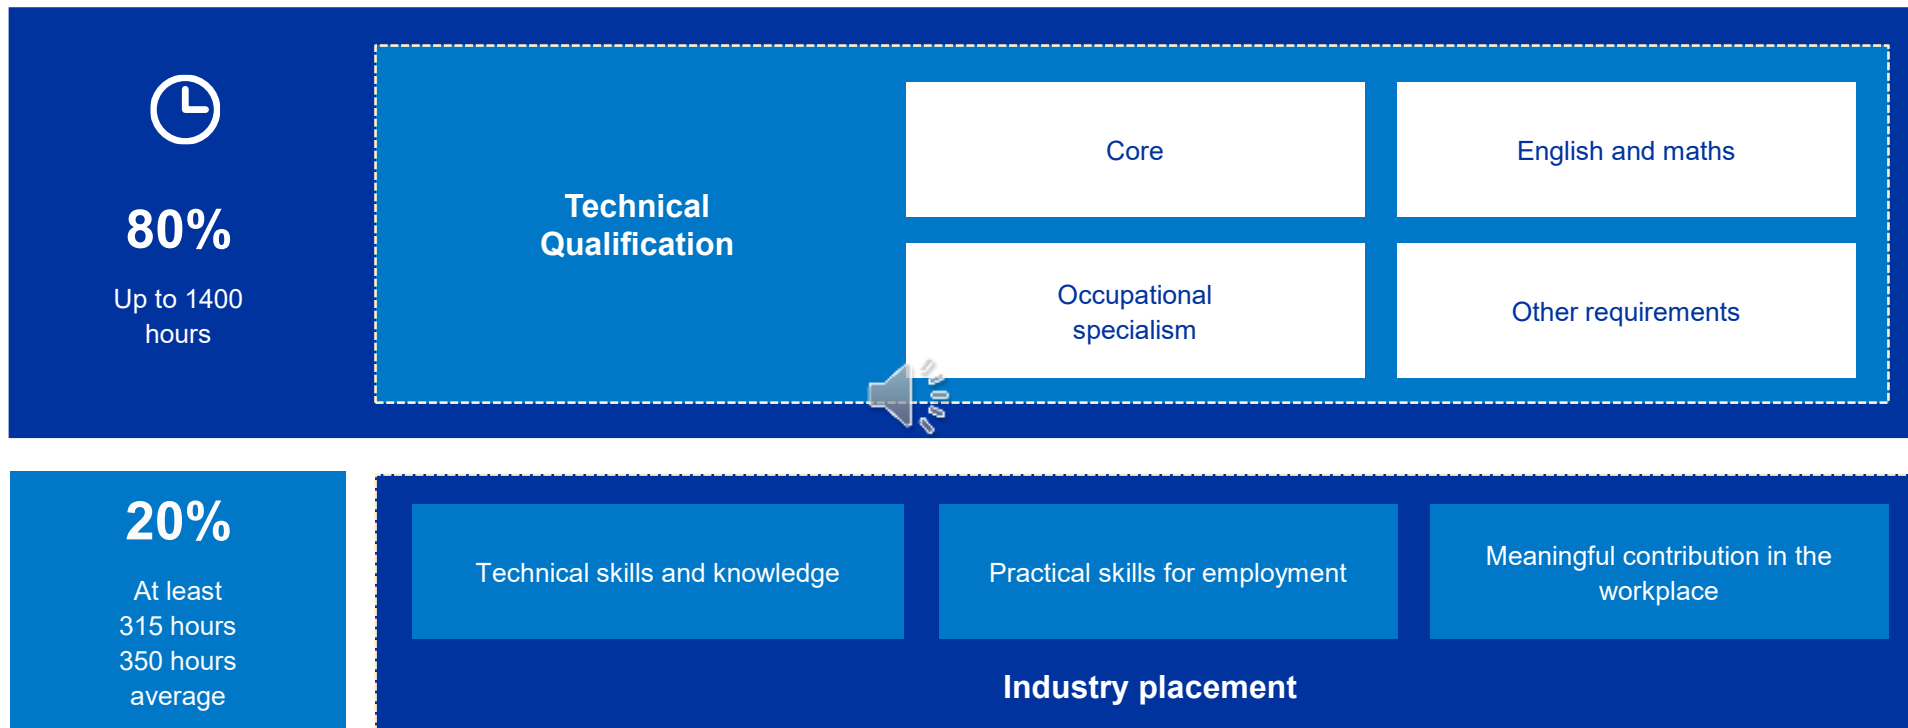 80%
Up to 1400
hours
Technical
Qualification
Core
English and maths
Occupational
specialism
Other requirements
20%
At least
315 hours
350 hours
average
Technical skills and knowledge
Practical skills for employment
Meaningful contribution in the
workplace
Industry placement